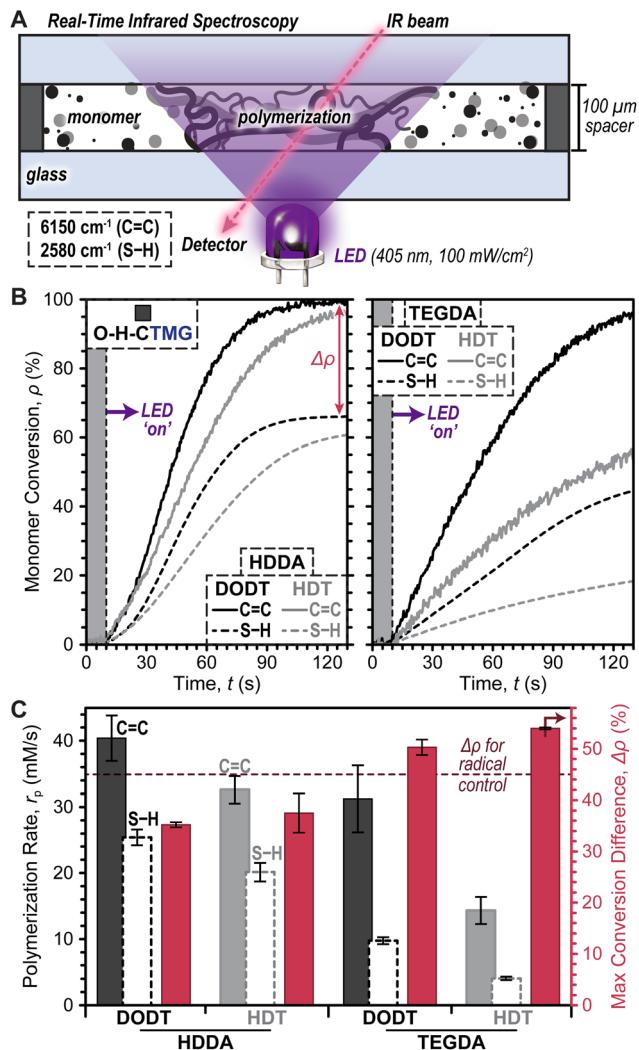 A
Real-Time Infrared Spectroscopy
IR beam
monomer
polymerization
100 µm
spacer
glass
6150 cm-1 (C=C)
2580 cm-1 (S–H)
Detector
LED (405 nm, 100 mW/cm²)
B
Monomer Conversion, ρ (%)
100
80
60
40
20
0
O-H-CTMG
LED
‘on’
Δρ
HDDA
DODT HDT
C=C C=C
S–H S–H
0 30 60 90 120
Time, t (s)
TEGDA
DODT HDT
C=C C=C
S–H S–H
LED
‘on’
0 30 60 90 120
Time, t (s)
C
Polymerization Rate, rp (mM/s)
40
30
20
10
0
C=C
S–H
C=C
S–H
Δρ for
radical
control
50
40
30
20
10
0
Max Conversion Difference, Δρ (%)
DODT HDT DODT HDT
HDDA TEGDA